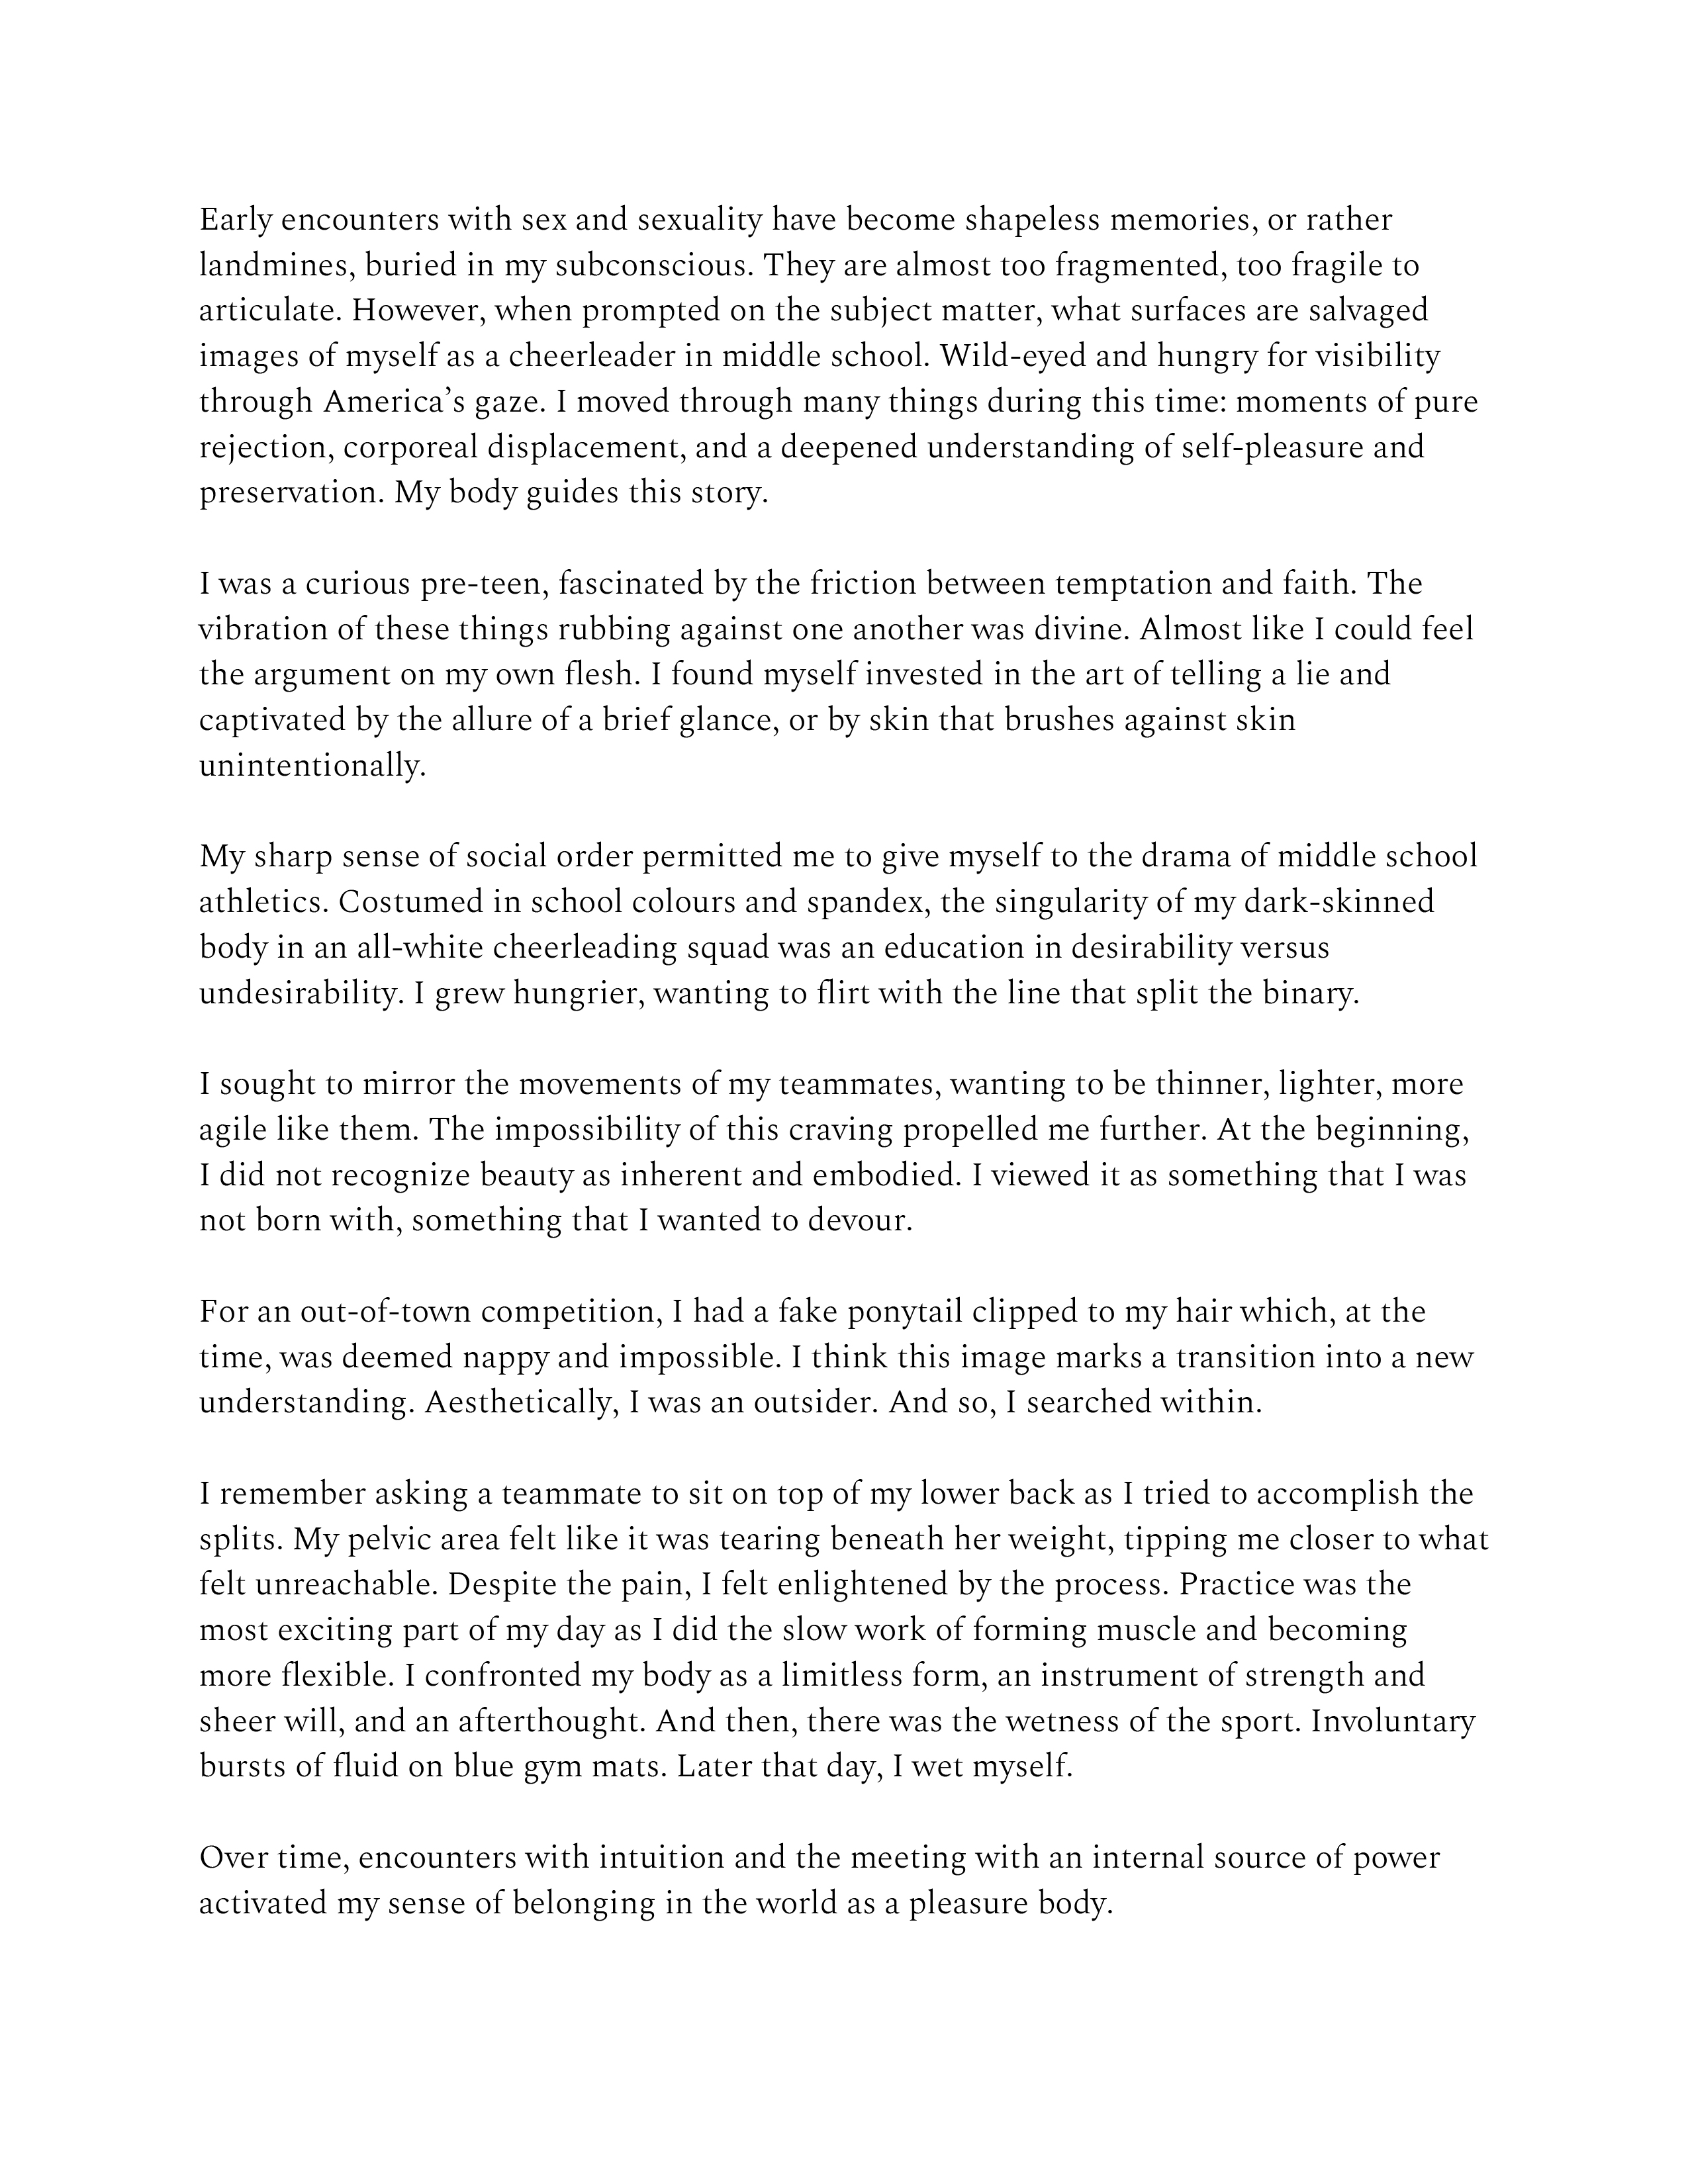 Early encounters with sex and sexuality have become shapeless memories, or rather
landmines, buried in my subconscious. They are almost too fragmented, too fragile to
articulate. However, when prompted on the subject matter, what surfaces are salvaged
images of myself as a cheerleader in middle school. Wild-eyed and hungry for visibility
through America’s gaze. I moved through many things during this time: moments of pure
rejection, corporeal displacement, and a deepened understanding of self-pleasure and
preservation. My body guides this story.

I was a curious pre-teen, fascinated by the friction between temptation and faith. The
vibration of these things rubbing against one another was divine. Almost like I could feel
the argument on my own flesh. I found myself invested in the art of telling a lie and
captivated by the allure of a brief glance, or by skin that brushes against skin
unintentionally.

My sharp sense of social order permitted me to give myself to the drama of middle school
athletics. Costumed in school colours and spandex, the singularity of my dark-skinned
body in an all-white cheerleading squad was an education in desirability versus
undesirability. I grew hungrier, wanting to flirt with the line that split the binary.

I sought to mirror the movements of my teammates, wanting to be thinner, lighter, more
agile like them. The impossibility of this craving propelled me further. At the beginning,
I did not recognize beauty as inherent and embodied. I viewed it as something that I was
not born with, something that I wanted to devour.

For an out-of-town competition, I had a fake ponytail clipped to my hair which, at the
time, was deemed nappy and impossible. I think this image marks a transition into a new
understanding. Aesthetically, I was an outsider. And so, I searched within.

I remember asking a teammate to sit on top of my lower back as I tried to accomplish the
splits. My pelvic area felt like it was tearing beneath her weight, tipping me closer to what
felt unreachable. Despite the pain, I felt enlightened by the process. Practice was the
most exciting part of my day as I did the slow work of forming muscle and becoming
more flexible. I confronted my body as a limitless form, an instrument of strength and
sheer will, and an afterthought. And then, there was the wetness of the sport. Involuntary
bursts of fluid on blue gym mats. Later that day, I wet myself.

Over time, encounters with intuition and the meeting with an internal source of power
activated my sense of belonging in the world as a pleasure body.